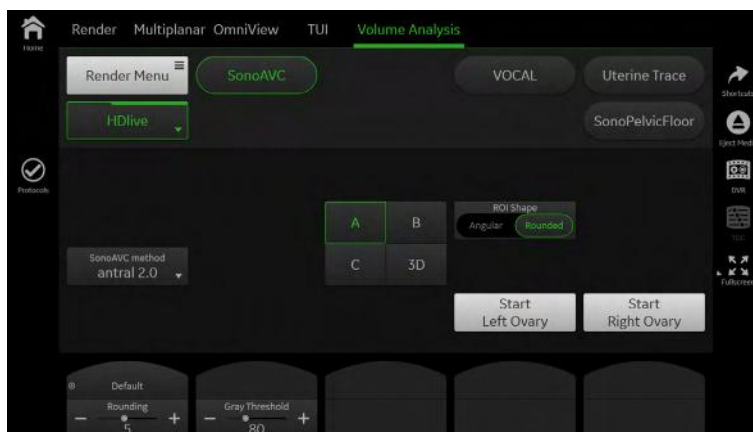 Render Multiplanar OmniView TUI Volume Analysis
Home
Render Menu SonoAVC VOCAL Uterine Trace
Shortcuts
HDlive SonoPelvicFloor
Eject Media
Protocols
DVR
ROI Shape
A B Angular Rounded
TGC
SonoAVC method
antral 2.0
C 3D
Fullscreen
Start Start
Left Ovary Right Ovary
Default
Rounding Gray Threshold
− + − +
5 80